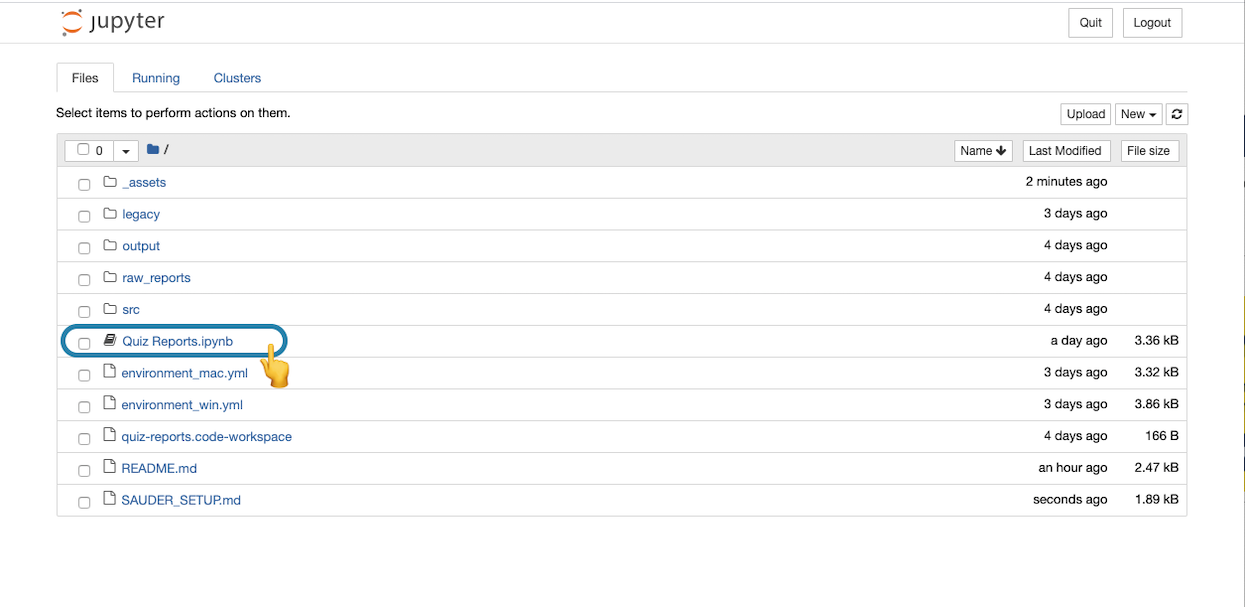 jupyter
Quit Logout
Files Running Clusters
Select items to perform actions on them.
Upload New
0 / Name Last Modified File size
_assets 2 minutes ago
legacy 3 days ago
output 4 days ago
raw_reports 4 days ago
src 4 days ago
Quiz Reports.ipynb a day ago 3.36 kB
environment_mac.yml 3 days ago 3.32 kB
environment_win.yml 3 days ago 3.86 kB
quiz-reports.code-workspace 4 days ago 166 B
README.md an hour ago 2.47 kB
SAUDER_SETUP.md seconds ago 1.89 kB